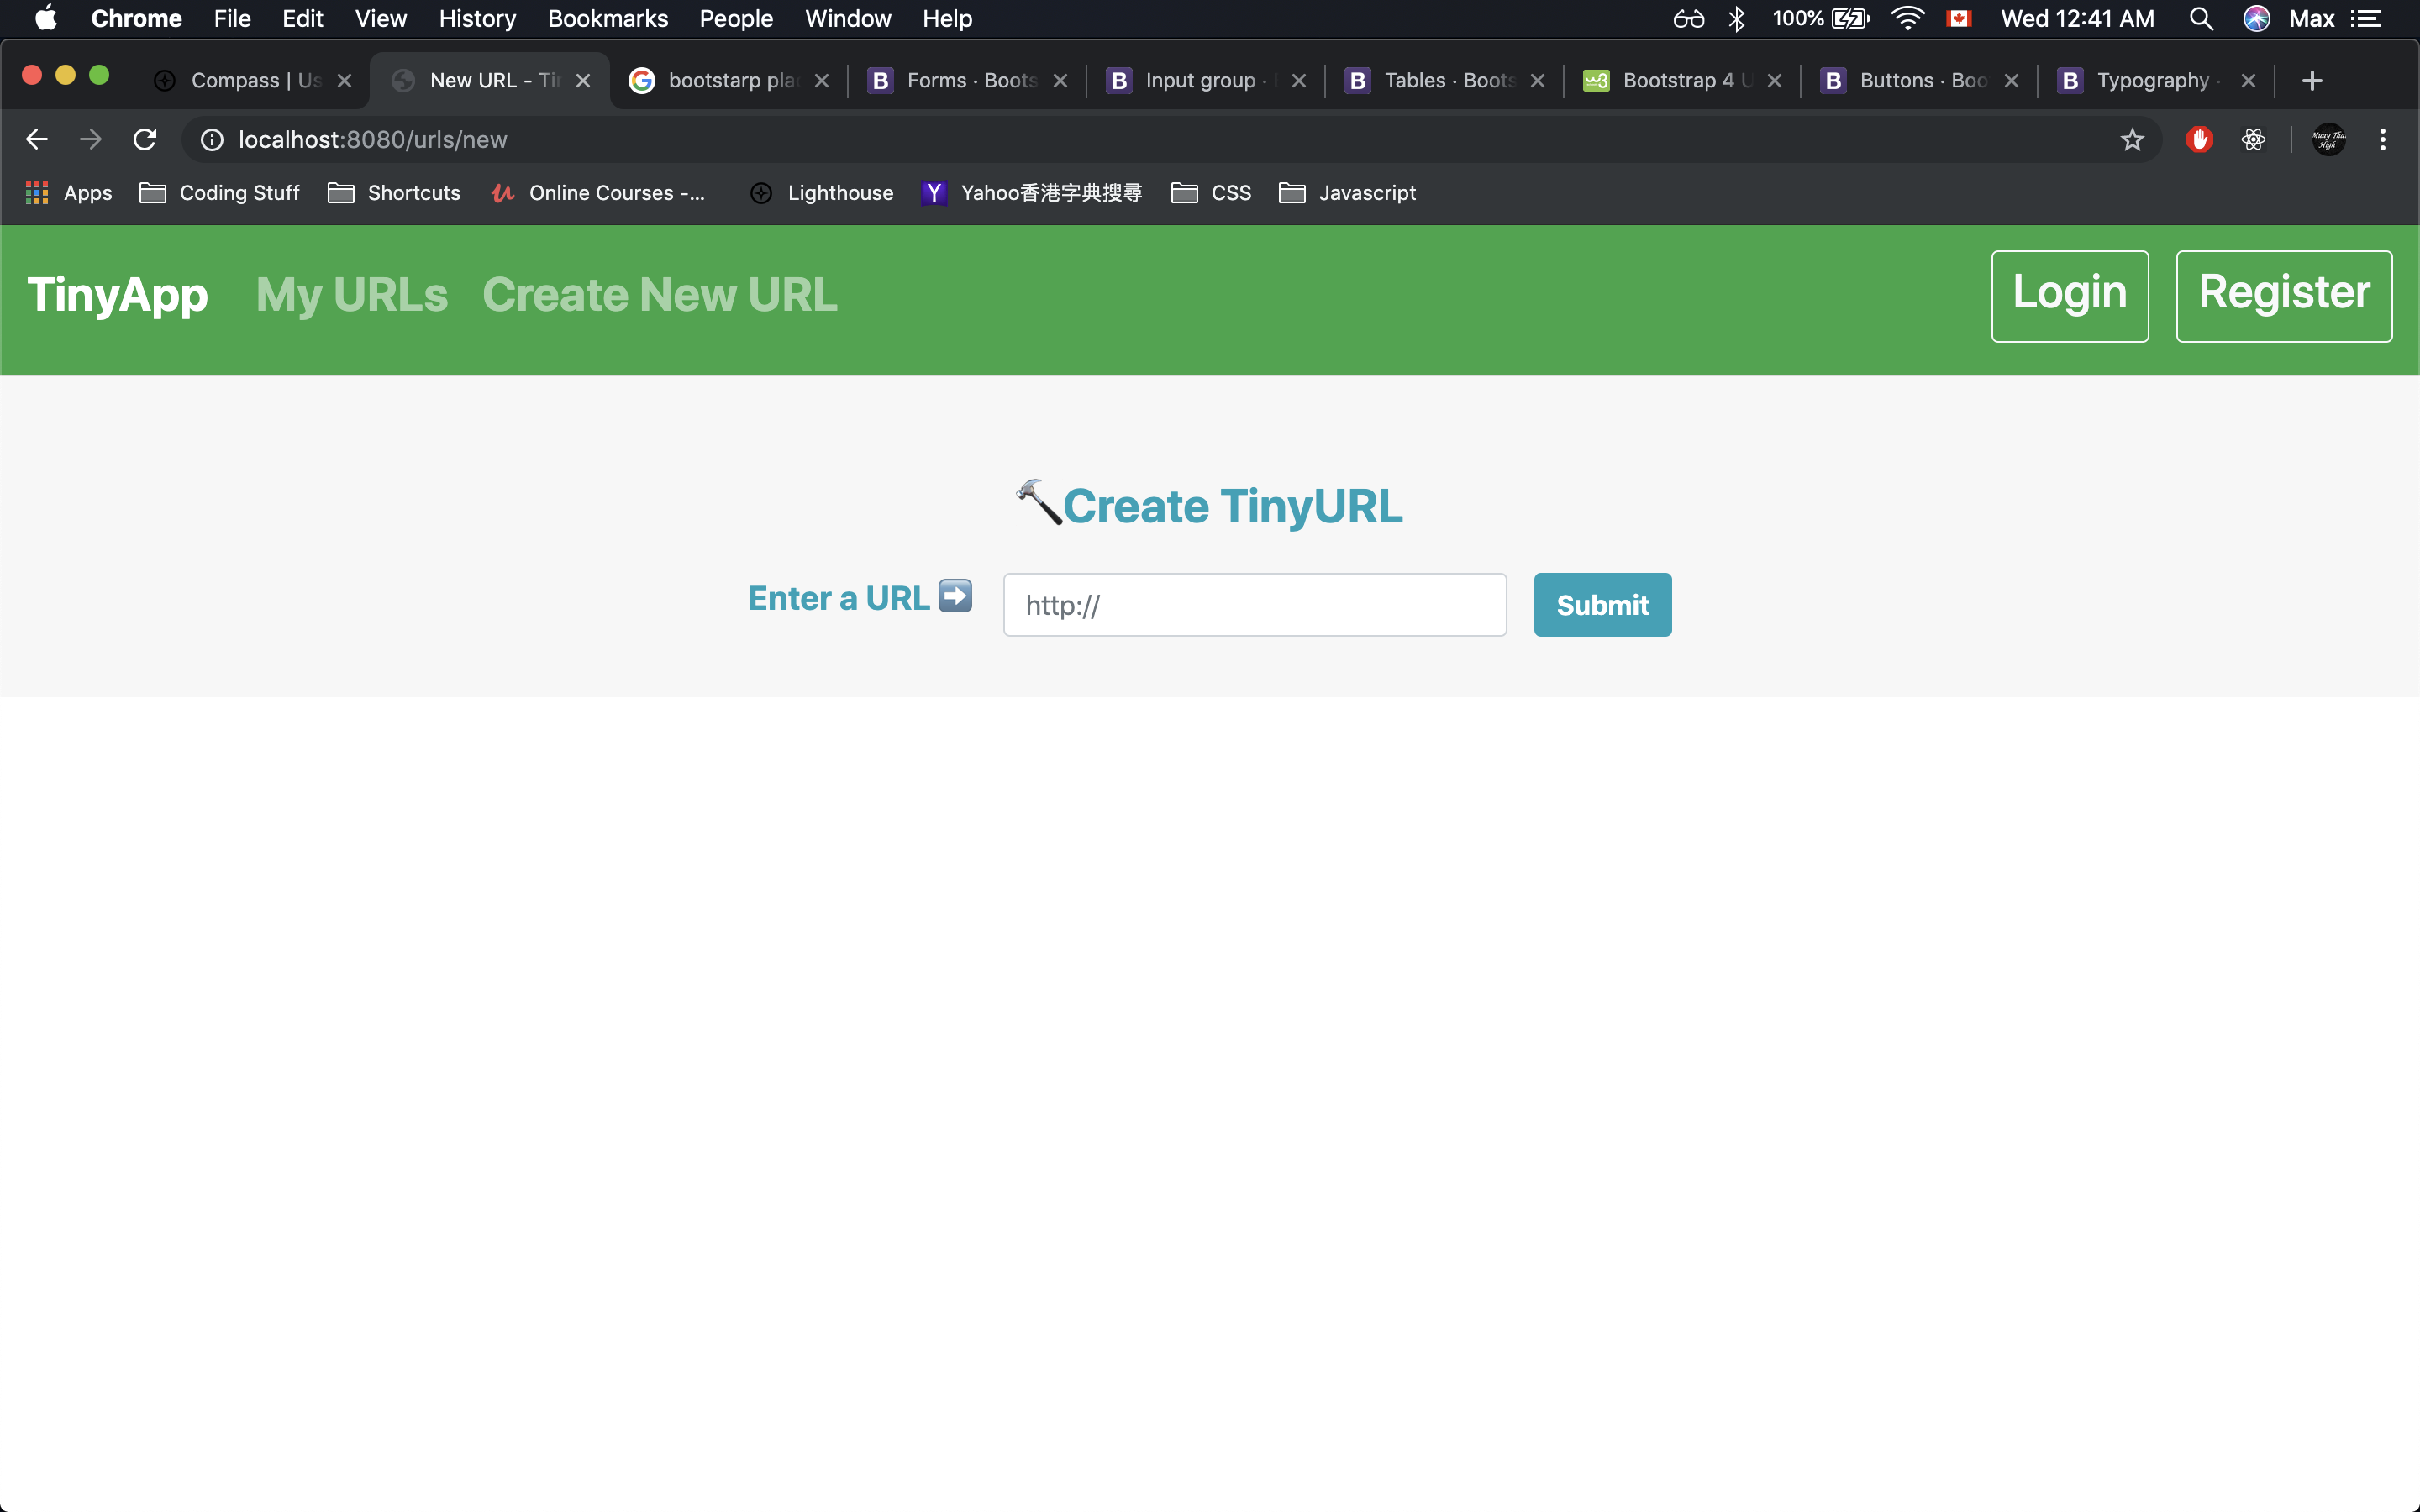 Chrome File Edit View History Bookmarks People Window Help 100% Wed 12:41 AM Max
Compass | Us New URL - Tin bootstarp pla Forms · Boots Input group · Tables · Boots Bootstrap 4 U Buttons · Boo Typography ·
localhost:8080/urls/new
Apps Coding Stuff Shortcuts Online Courses -... Lighthouse Yahoo香港字典搜尋 CSS Javascript
TinyApp My URLs Create New URL Login Register
Create TinyURL
Enter a URL http:// Submit